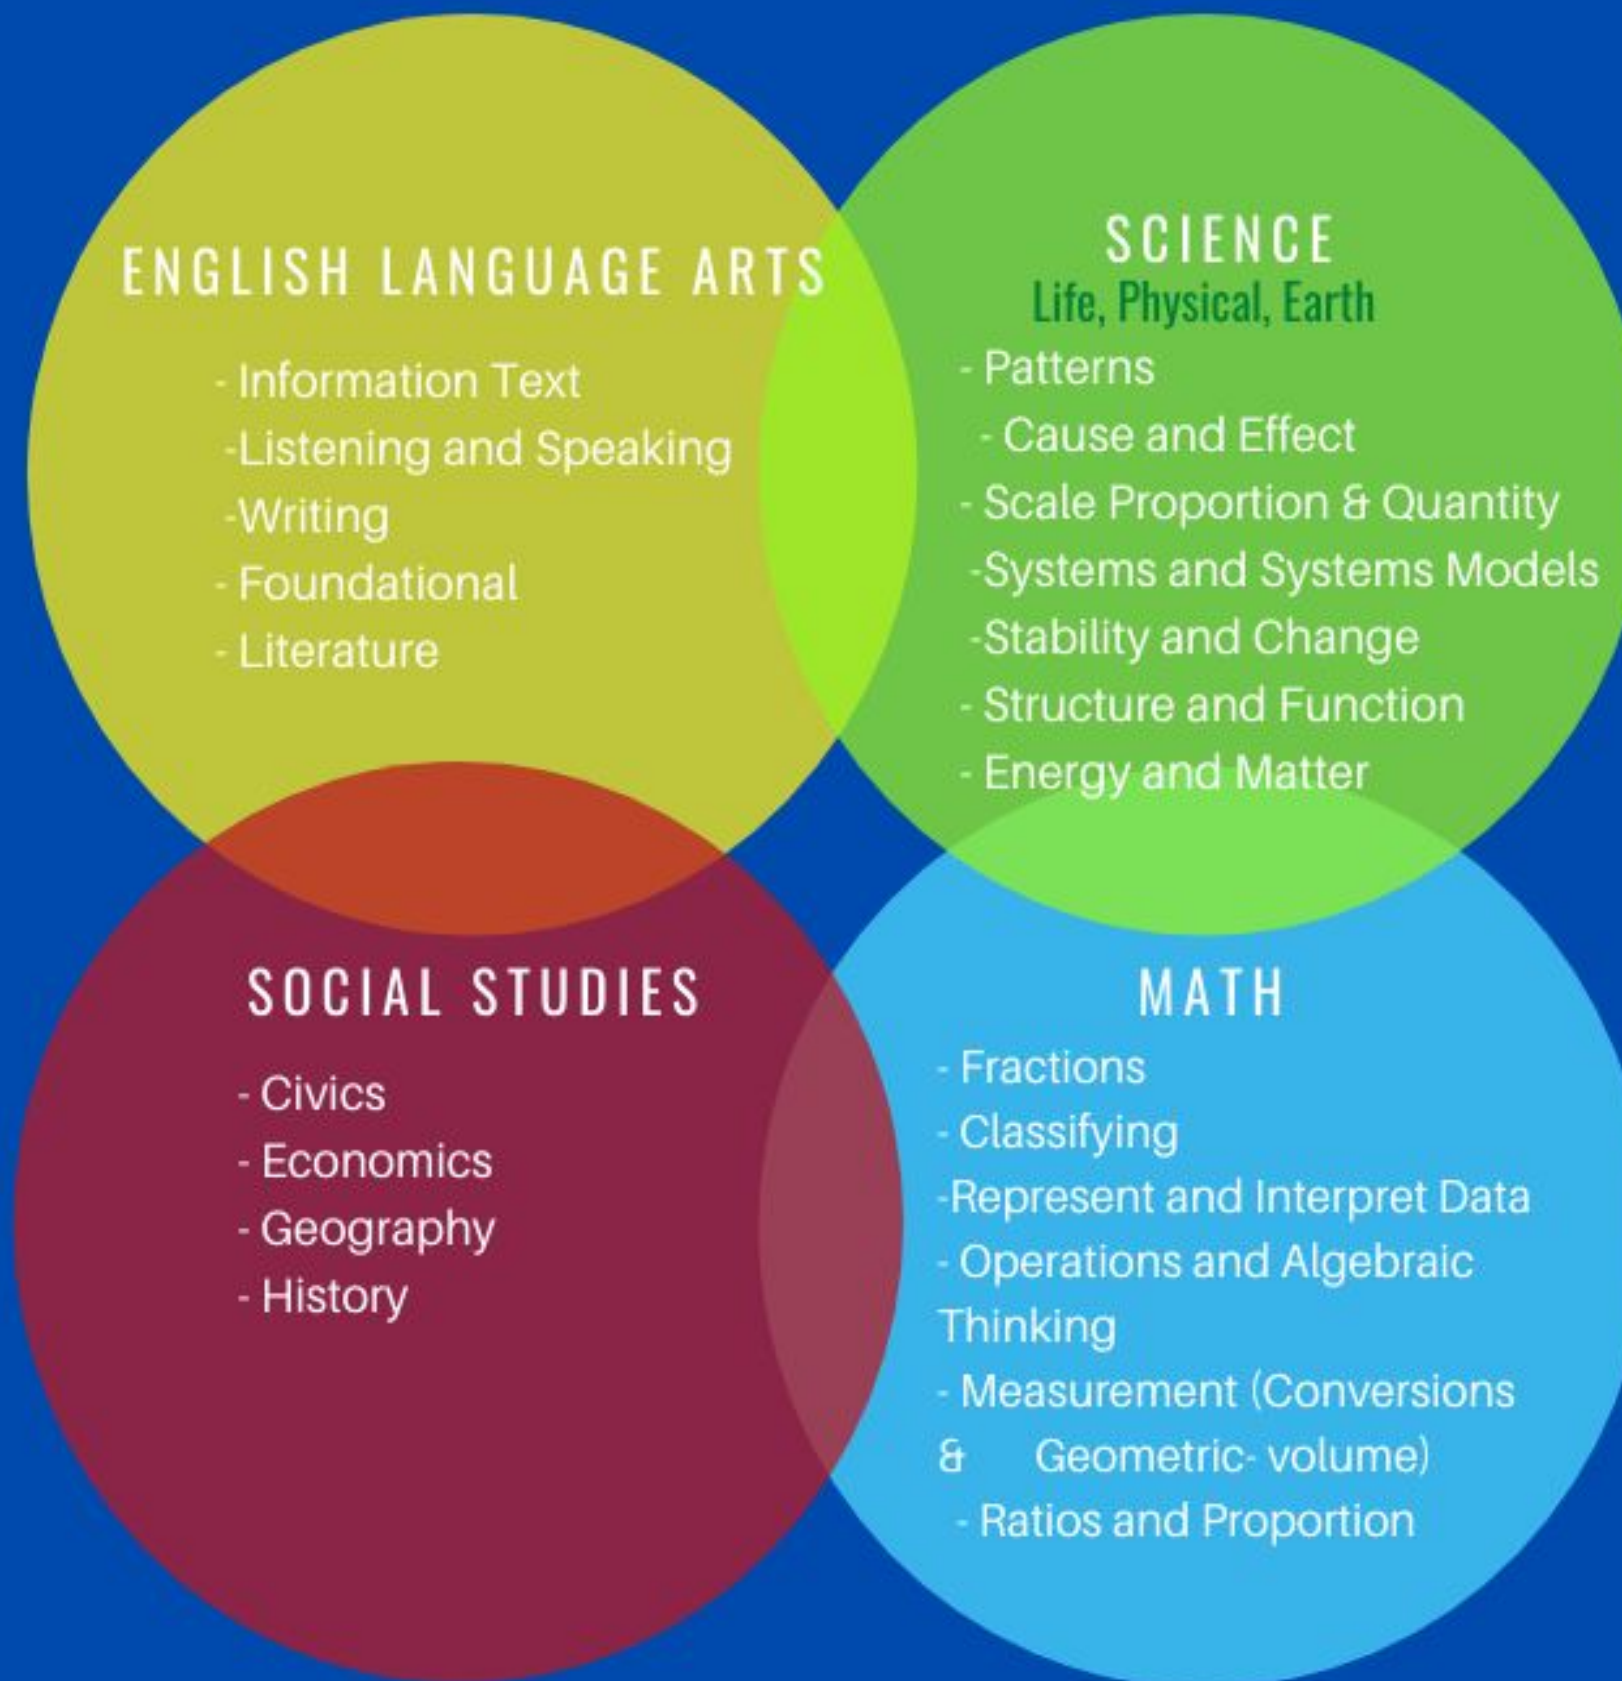 ENGLISH LANGUAGE ARTS
- Information Text
-Listening and Speaking
-Writing
- Foundational
- Literature
SCIENCE
Life, Physical, Earth
- Patterns
- Cause and Effect
- Scale Proportion & Quantity
-Systems and Systems Models
-Stability and Change
- Structure and Function
- Energy and Matter
SOCIAL STUDIES
- Civics
- Economics
- Geography
- History
MATH
- Fractions
- Classifying
-Represent and Interpret Data
- Operations and Algebraic
Thinking
- Measurement (Conversions
& Geometric- volume)
- Ratios and Proportion